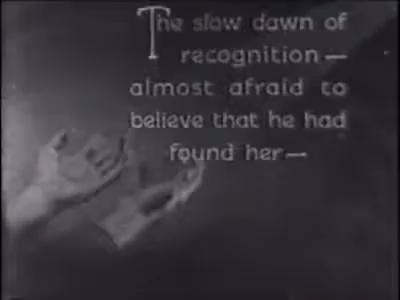 The slow dawn of
recognition—
almost afraid to
believe that he had
found her—